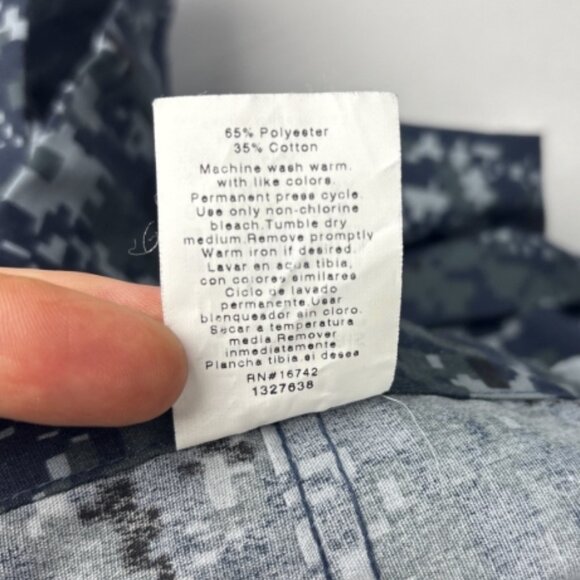 65% Polyester
35% Cotton
Machine wash warm.
with like colors.
Permanent press cycle.
Use only non-chlorine
bleach.Tumble dry
medium.Remove promptly
Warm iron if desired.
Lavar en agua tibia,
con colores similares
Ciclo de lavado
permanente.Usar
blanqueador sin cloro.
Secar a temperatura
media.Remover
inmediatamente.
Plancha tibia.si desea
RN#16742
1327638